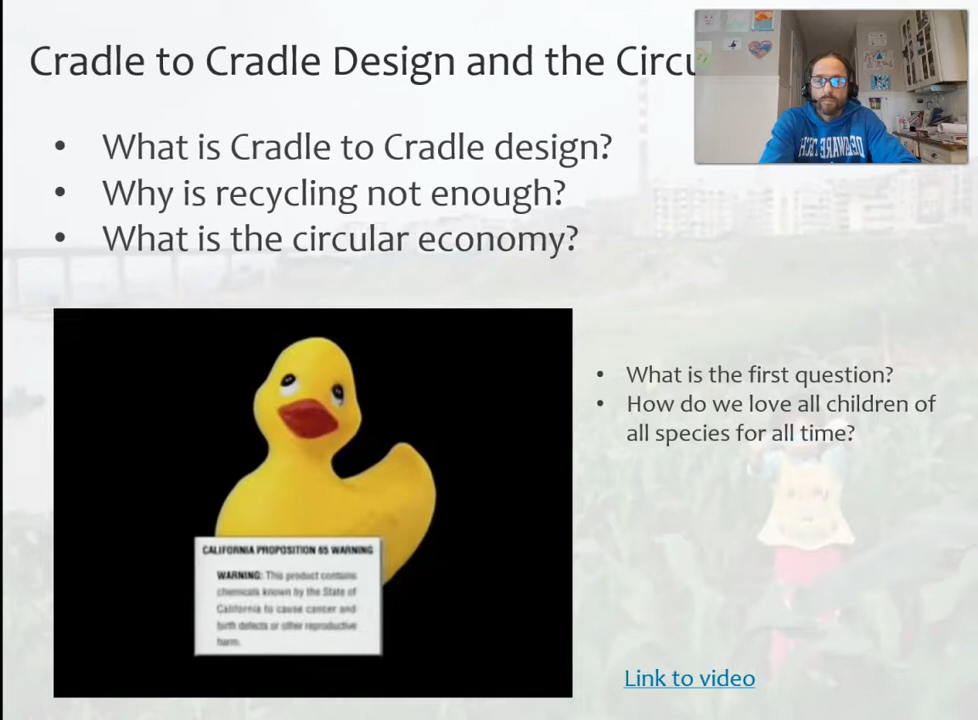 Cradle to Cradle Design and the Circu
• What is Cradle to Cradle design?
• Why is recycling not enough?
• What is the circular economy?
• What is the first question?
• How do we love all children of
all species for all time?
CALIFORNIA PROPOSITION 65 WARNING
WARNING: This product contains
chemicals known by the State of
California to cause cancer and
birth defects or other reproductive
harm.
Link to video